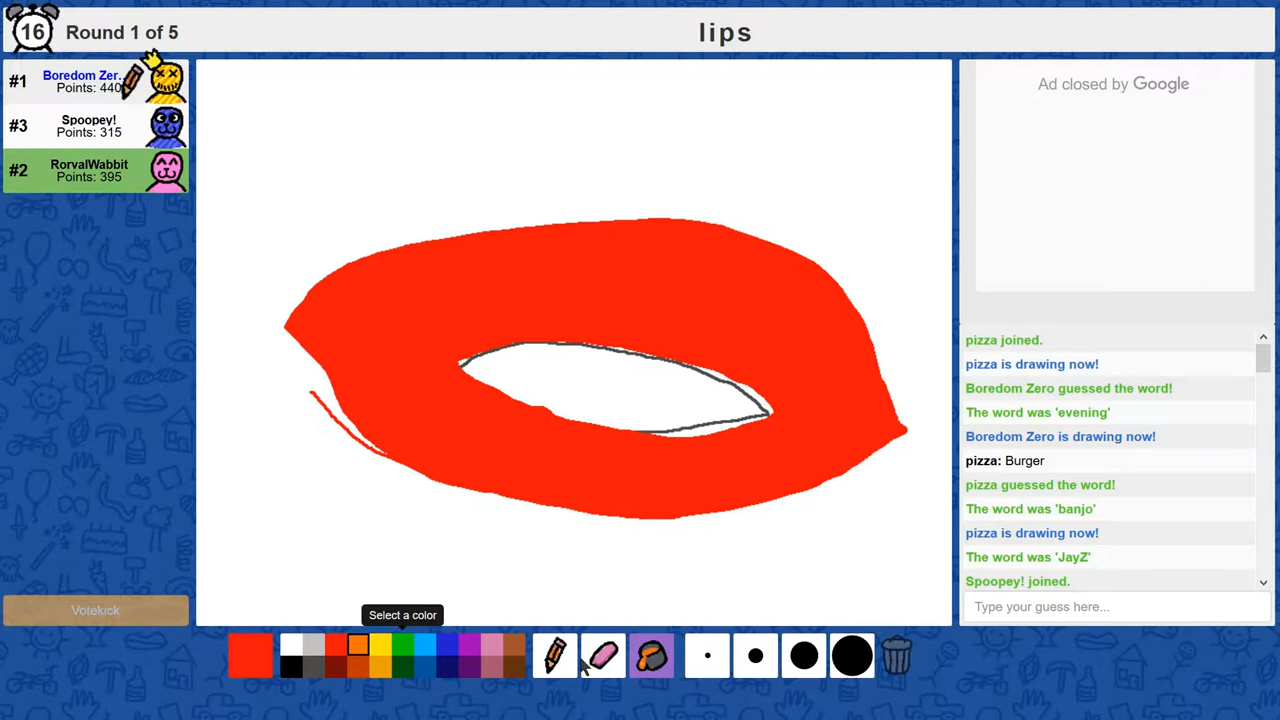 16
Round 1 of 5
lips
#1
Boredom Zer...
Points: 440
#3
Spoopey!
Points: 315
#2
RorvalWabbit
Points: 395
Votekick
Select a color
Ad closed by Google
pizza joined.
pizza is drawing now!
Boredom Zero guessed the word!
The word was 'evening'
Boredom Zero is drawing now!
pizza: Burger
pizza guessed the word!
The word was 'banjo'
pizza is drawing now!
The word was 'JayZ'
Spoopey! joined.
Type your guess here...